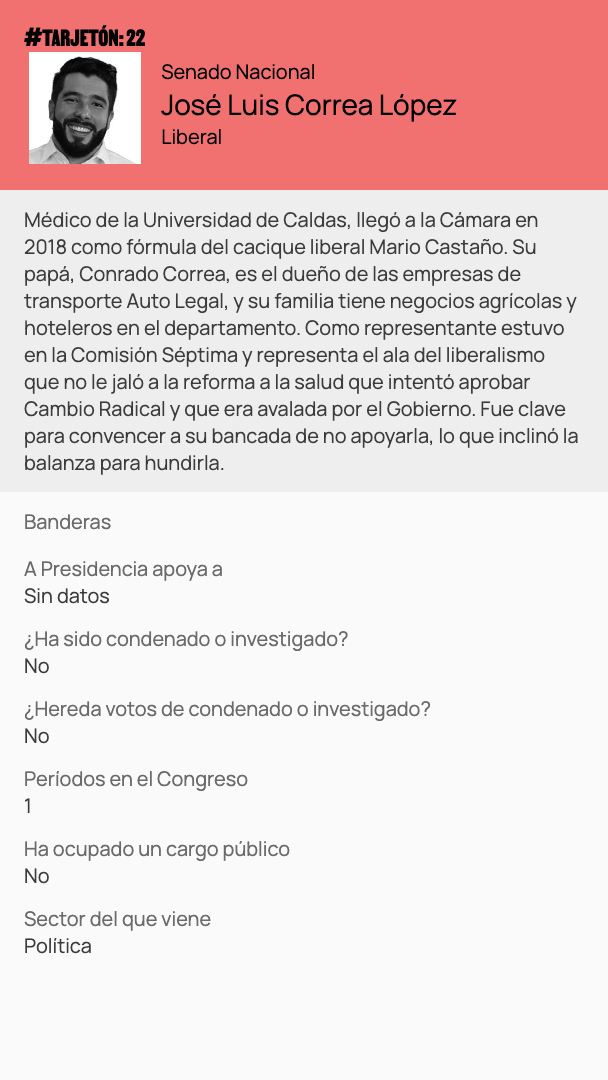 #TARJETÓN: 22
Senado Nacional
José Luis Correa López
Liberal
Médico de la Universidad de Caldas, llegó a la Cámara en
2018 como fórmula del cacique liberal Mario Castaño. Su
papá, Conrado Correa, es el dueño de las empresas de
transporte Auto Legal, y su familia tiene negocios agrícolas y
hoteleros en el departamento. Como representante estuvo
en la Comisión Séptima y representa el ala del liberalismo
que no le jaló a la reforma a la salud que intentó aprobar
Cambio Radical y que era avalada por el Gobierno. Fue clave
para convencer a su bancada de no apoyarla, lo que inclinó la
balanza para hundirla.
Banderas
A Presidencia apoya a
Sin datos
¿Ha sido condenado o investigado?
No
¿Hereda votos de condenado o investigado?
No
Períodos en el Congreso
1
Ha ocupado un cargo público
No
Sector del que viene
Política